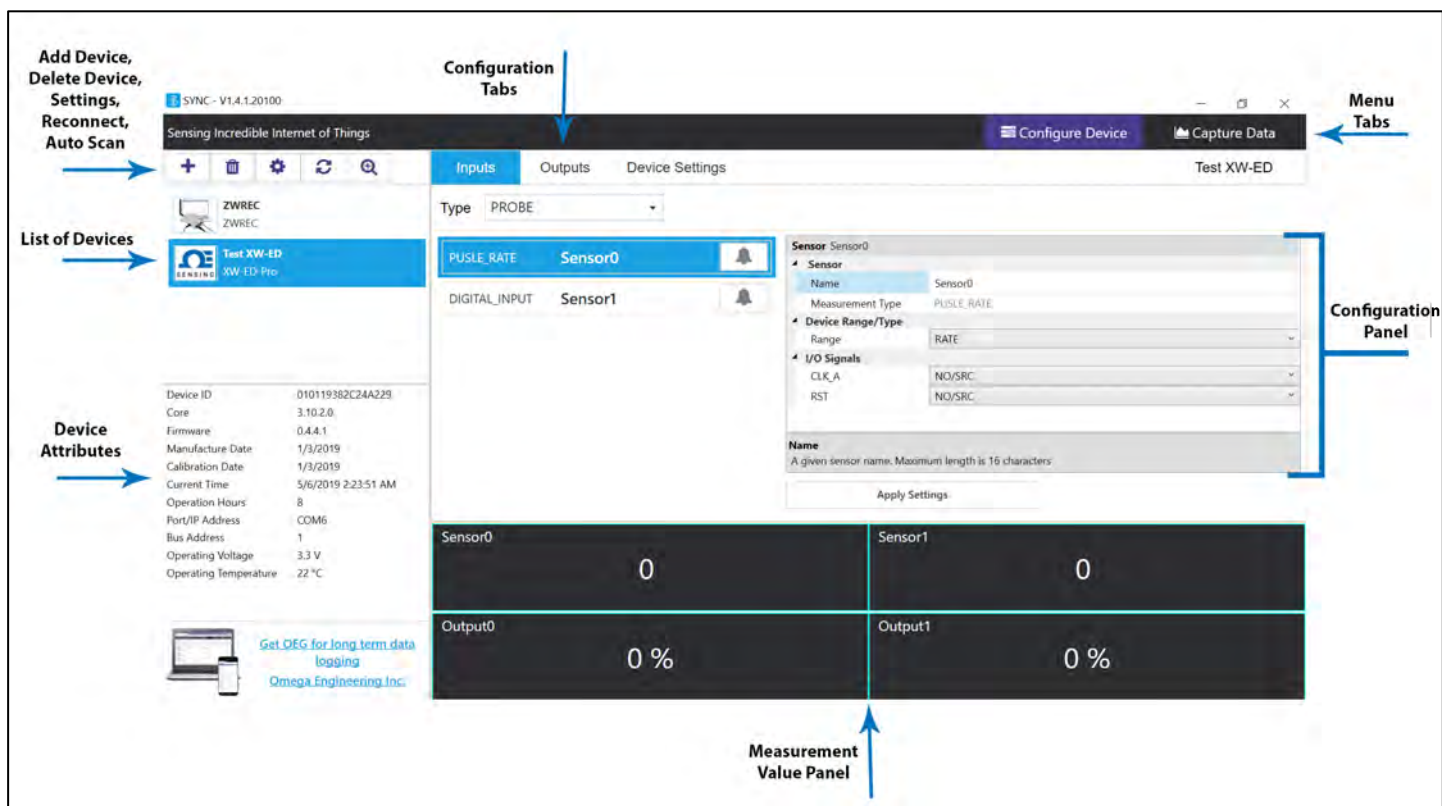 Add Device,
Delete Device,
Settings,
Reconnect,
Auto Scan
Configuration
Tabs
Menu
Tabs
SYNC - V1.4.1.20100
Sensing Incredible Internet of Things
Configure Device
Capture Data
Inputs
Outputs
Device Settings
Test XW-ED
List of Devices
ZWREC
ZWREC
ΩE
SENSING
Test XW-ED
XW-ED-Pro
Type PROBE
PUSLE_RATE Sensor0
DIGITAL_INPUT Sensor1
Sensor Sensor0
Sensor
Name Sensor0
Measurement Type PUSLE_RATE
Device Range/Type
Range RATE
I/O Signals
CLK_A NO/SRC
RST NO/SRC
Name
A given sensor name. Maximum length is 16 characters
Apply Settings
Configuration
Panel
Device
Attributes
Device ID 010119382C24A229
Core 3.10.2.0
Firmware 0.4.4.1
Manufacture Date 1/3/2019
Calibration Date 1/3/2019
Current Time 5/6/2019 2:23:51 AM
Operation Hours 8
Port/IP Address COM6
Bus Address 1
Operating Voltage 3.3 V
Operating Temperature 22 °C
Get OEG for long term data
logging
Omega Engineering Inc.
Sensor0
0
Sensor1
0
Output0
0 %
Output1
0 %
Measurement
Value Panel